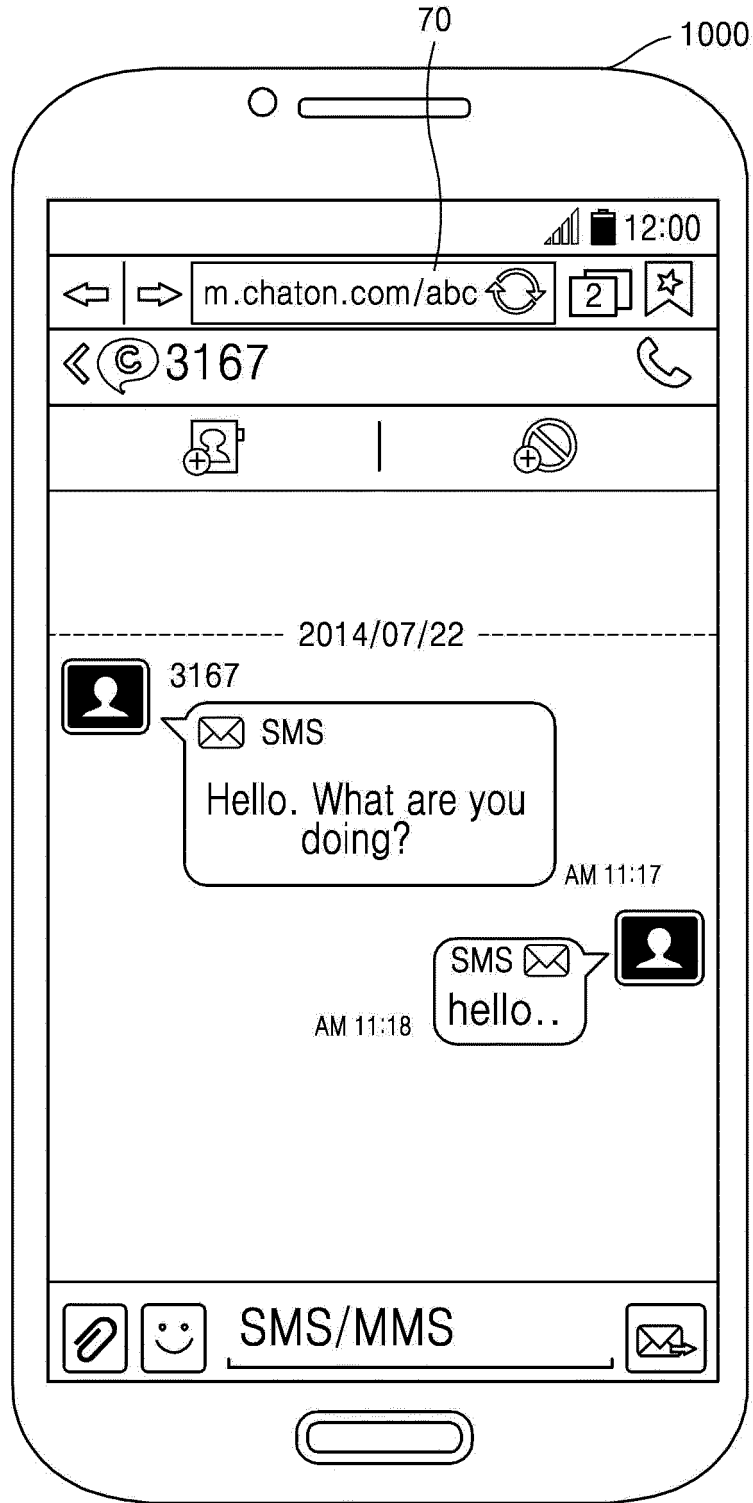 70
1000
12:00
m.chaton.com/abc
2
C 3167
2014/07/22
3167
SMS
Hello. What are you
doing?
AM 11:17
SMS
hello..
AM 11:18
SMS/MMS